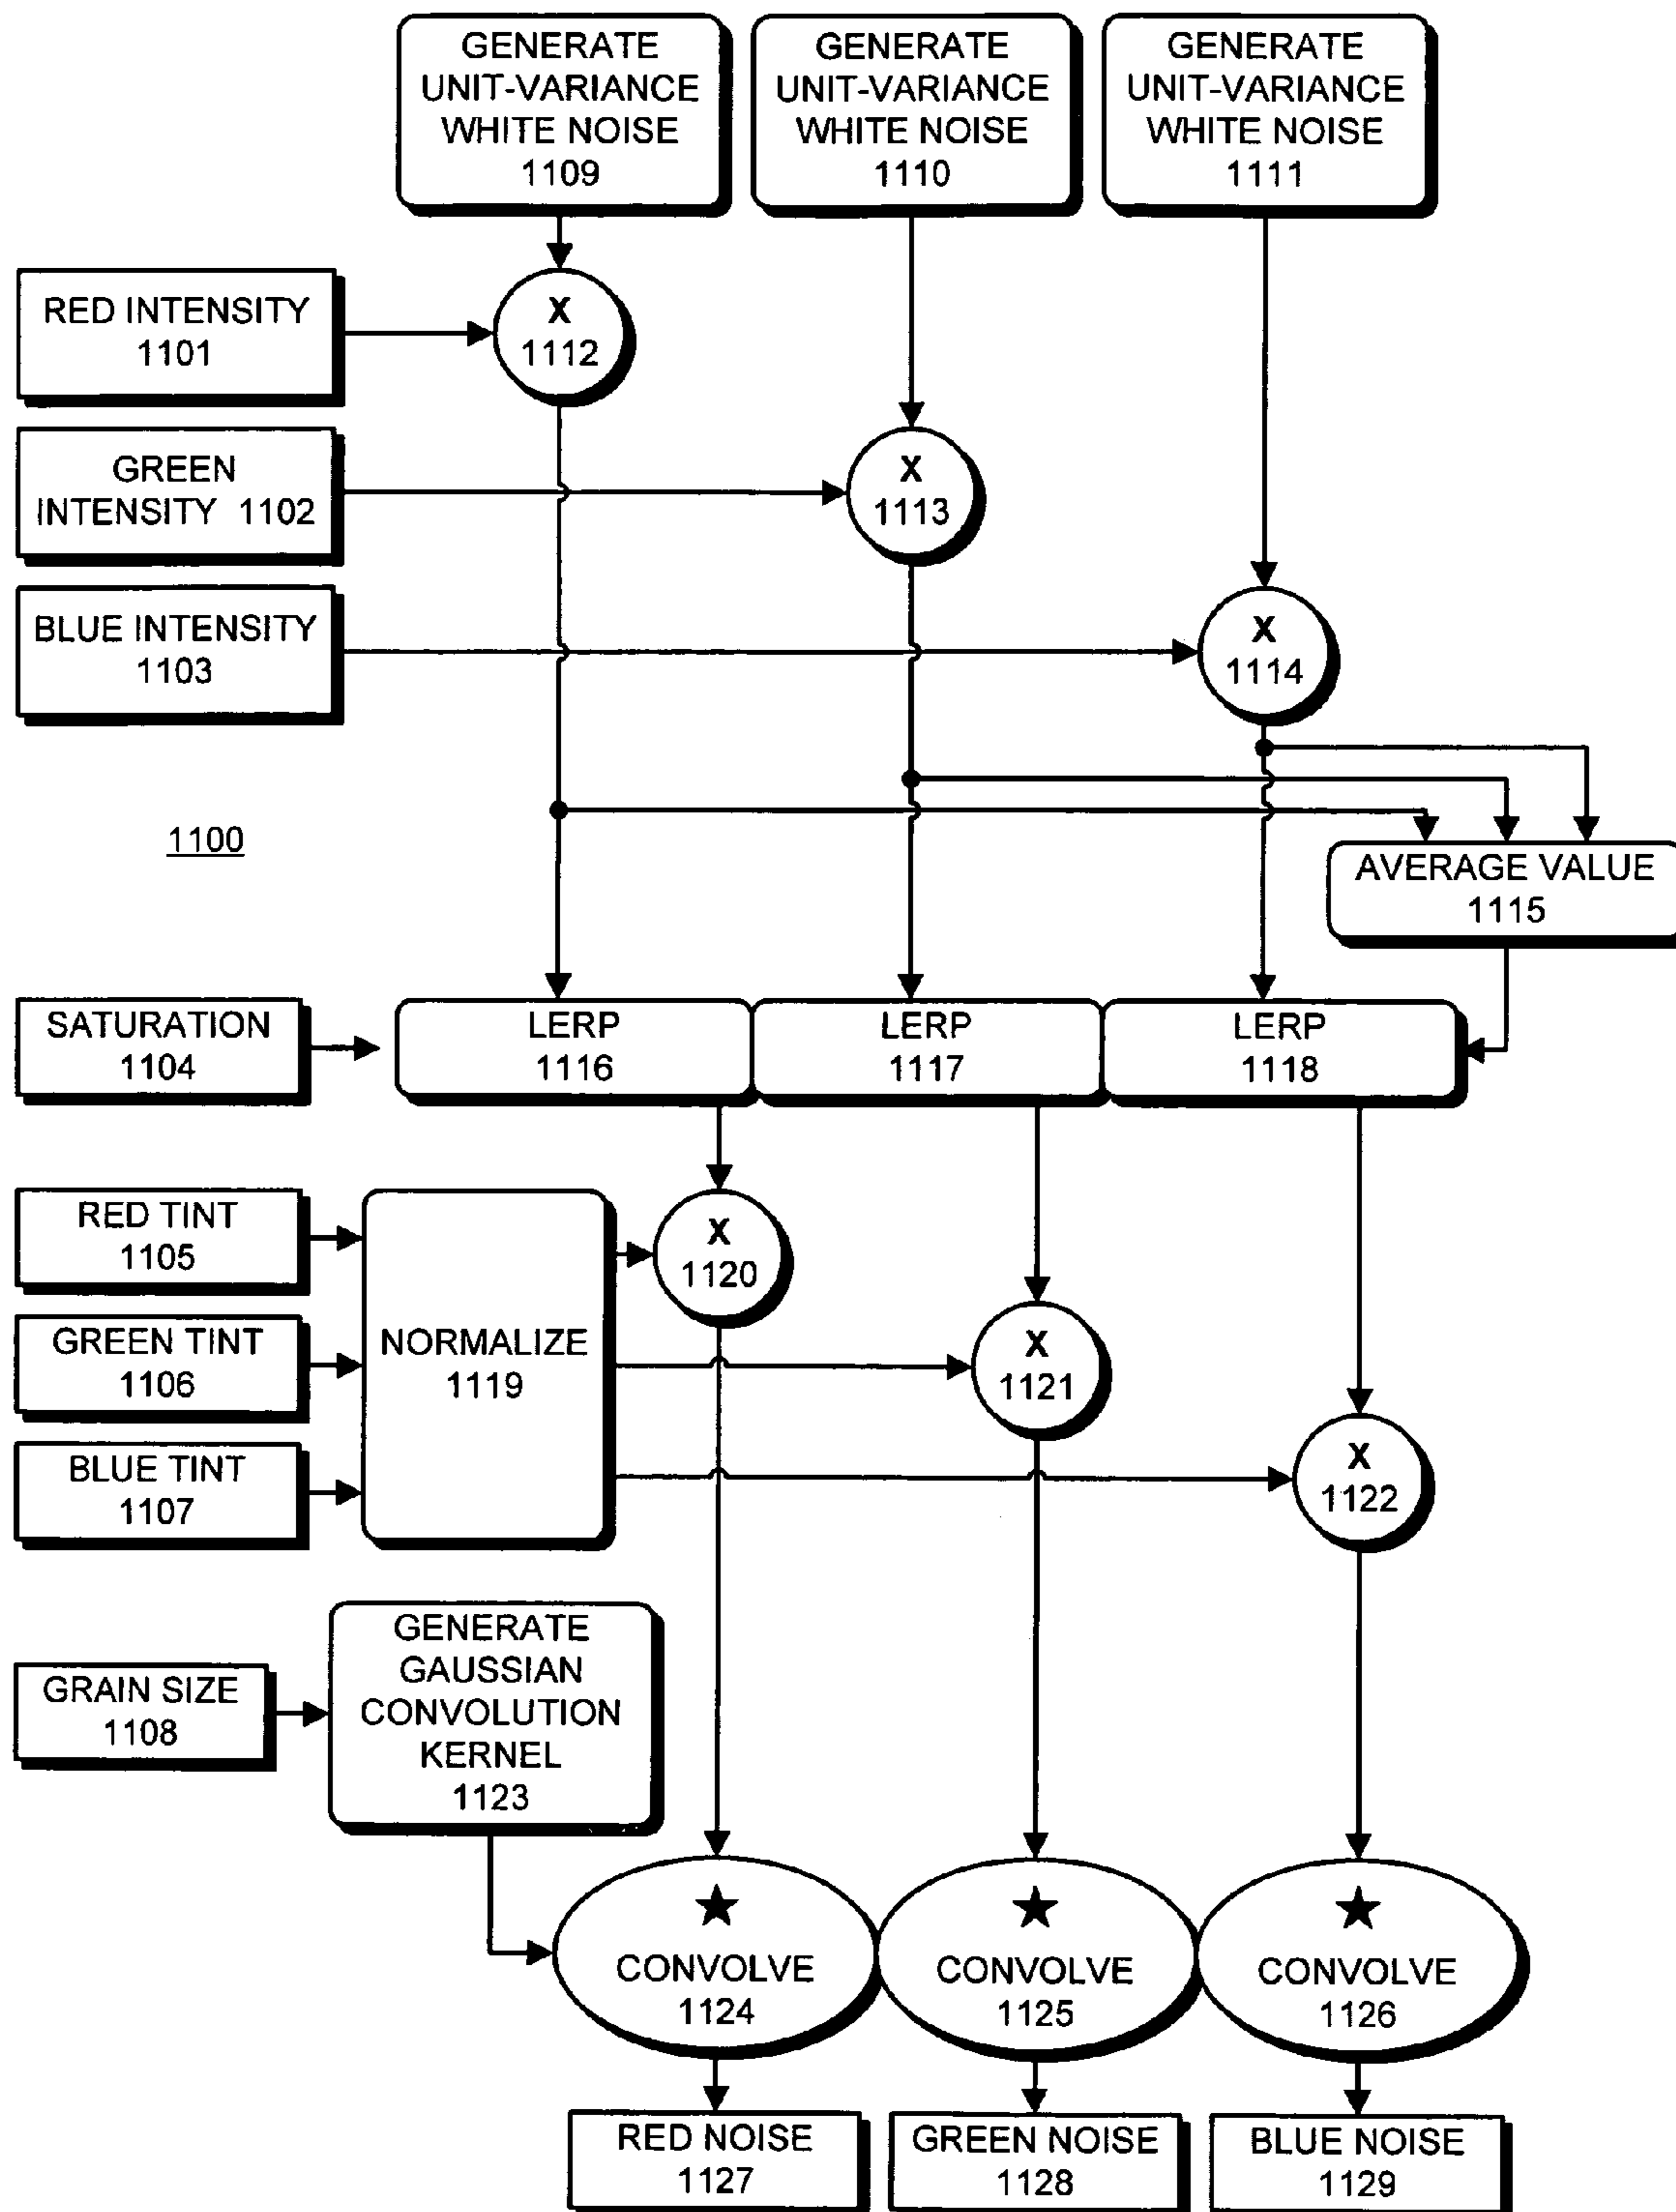 GENERATE
UNIT-VARIANCE
WHITE NOISE
1109
GENERATE
UNIT-VARIANCE
WHITE NOISE
1110
GENERATE
UNIT-VARIANCE
WHITE NOISE
1111
RED INTENSITY
1101
X
1112
GREEN
INTENSITY 1102
X
1113
BLUE INTENSITY
1103
X
1114
1100
AVERAGE VALUE
1115
SATURATION
1104
LERP
1116
LERP
1117
LERP
1118
RED TINT
1105
GREEN TINT
1106
BLUE TINT
1107
NORMALIZE
1119
X
1120
X
1121
X
1122
GRAIN SIZE
1108
GENERATE
GAUSSIAN
CONVOLUTION
KERNEL
1123
★
CONVOLVE
1124
★
CONVOLVE
1125
★
CONVOLVE
1126
RED NOISE
1127
GREEN NOISE
1128
BLUE NOISE
1129